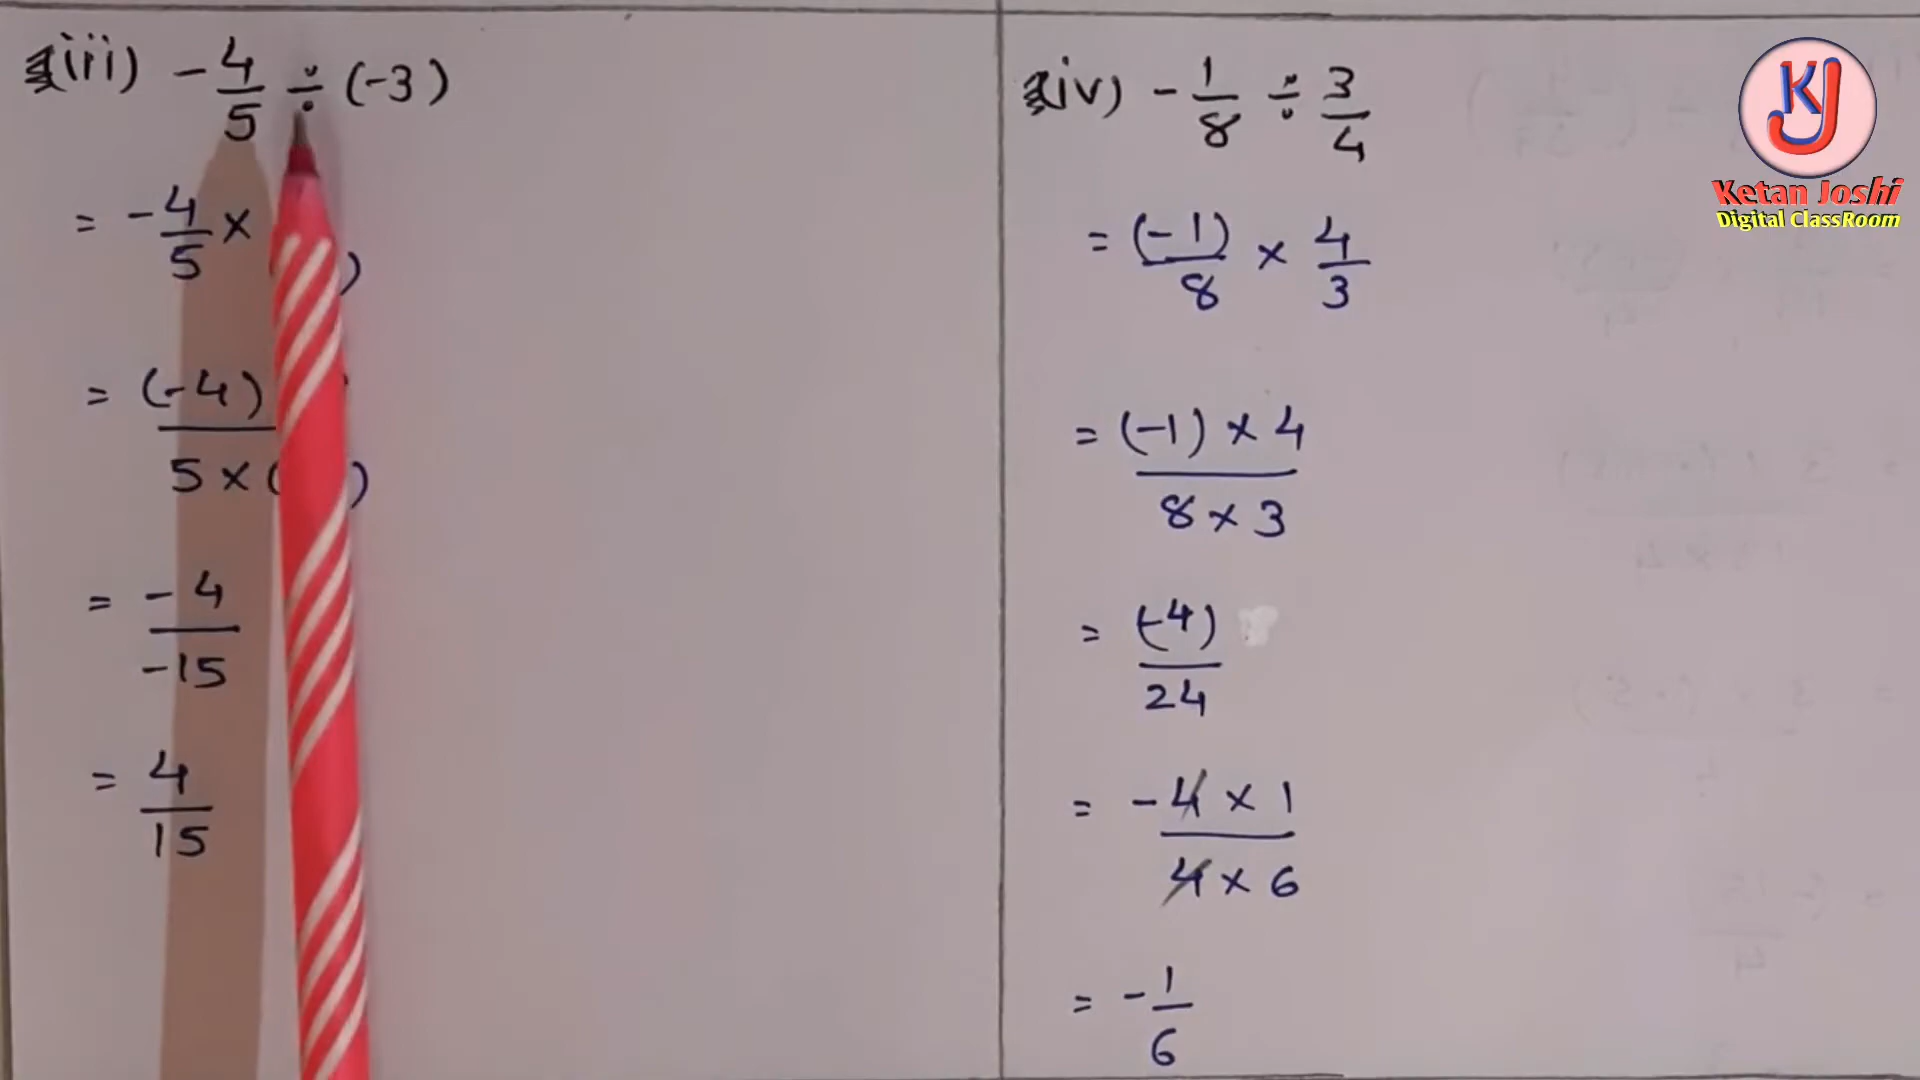 (iii) - 4/5 ÷ (-3)
= - 4/5 ×
)
= (-4)
5 × ( )
= - 4
-15
= 4
15
(iv) - 1/8 ÷ 3/4
= (-1)/8 × 4/3
= (-1) × 4
8 × 3
= (-4)
24
= - 4 × 1
4 × 6
= - 1
6
KJ
Ketan Joshi
Digital ClassRoom